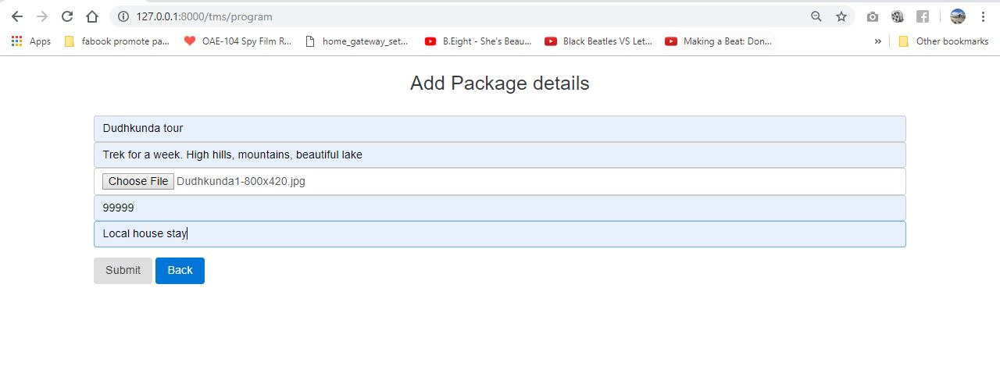 127.0.0.1:8000/tms/program
Apps fabook promote pa... OAE-104 Spy Film R... home_gateway_set... B.Eight - She's Beau... Black Beatles VS Let... Making a Beat: Don... » Other bookmarks
Add Package details
Dudhkunda tour
Trek for a week. High hills, mountains, beautiful lake
Choose File Dudhkunda1-800x420.jpg
99999
Local house stay
Submit Back